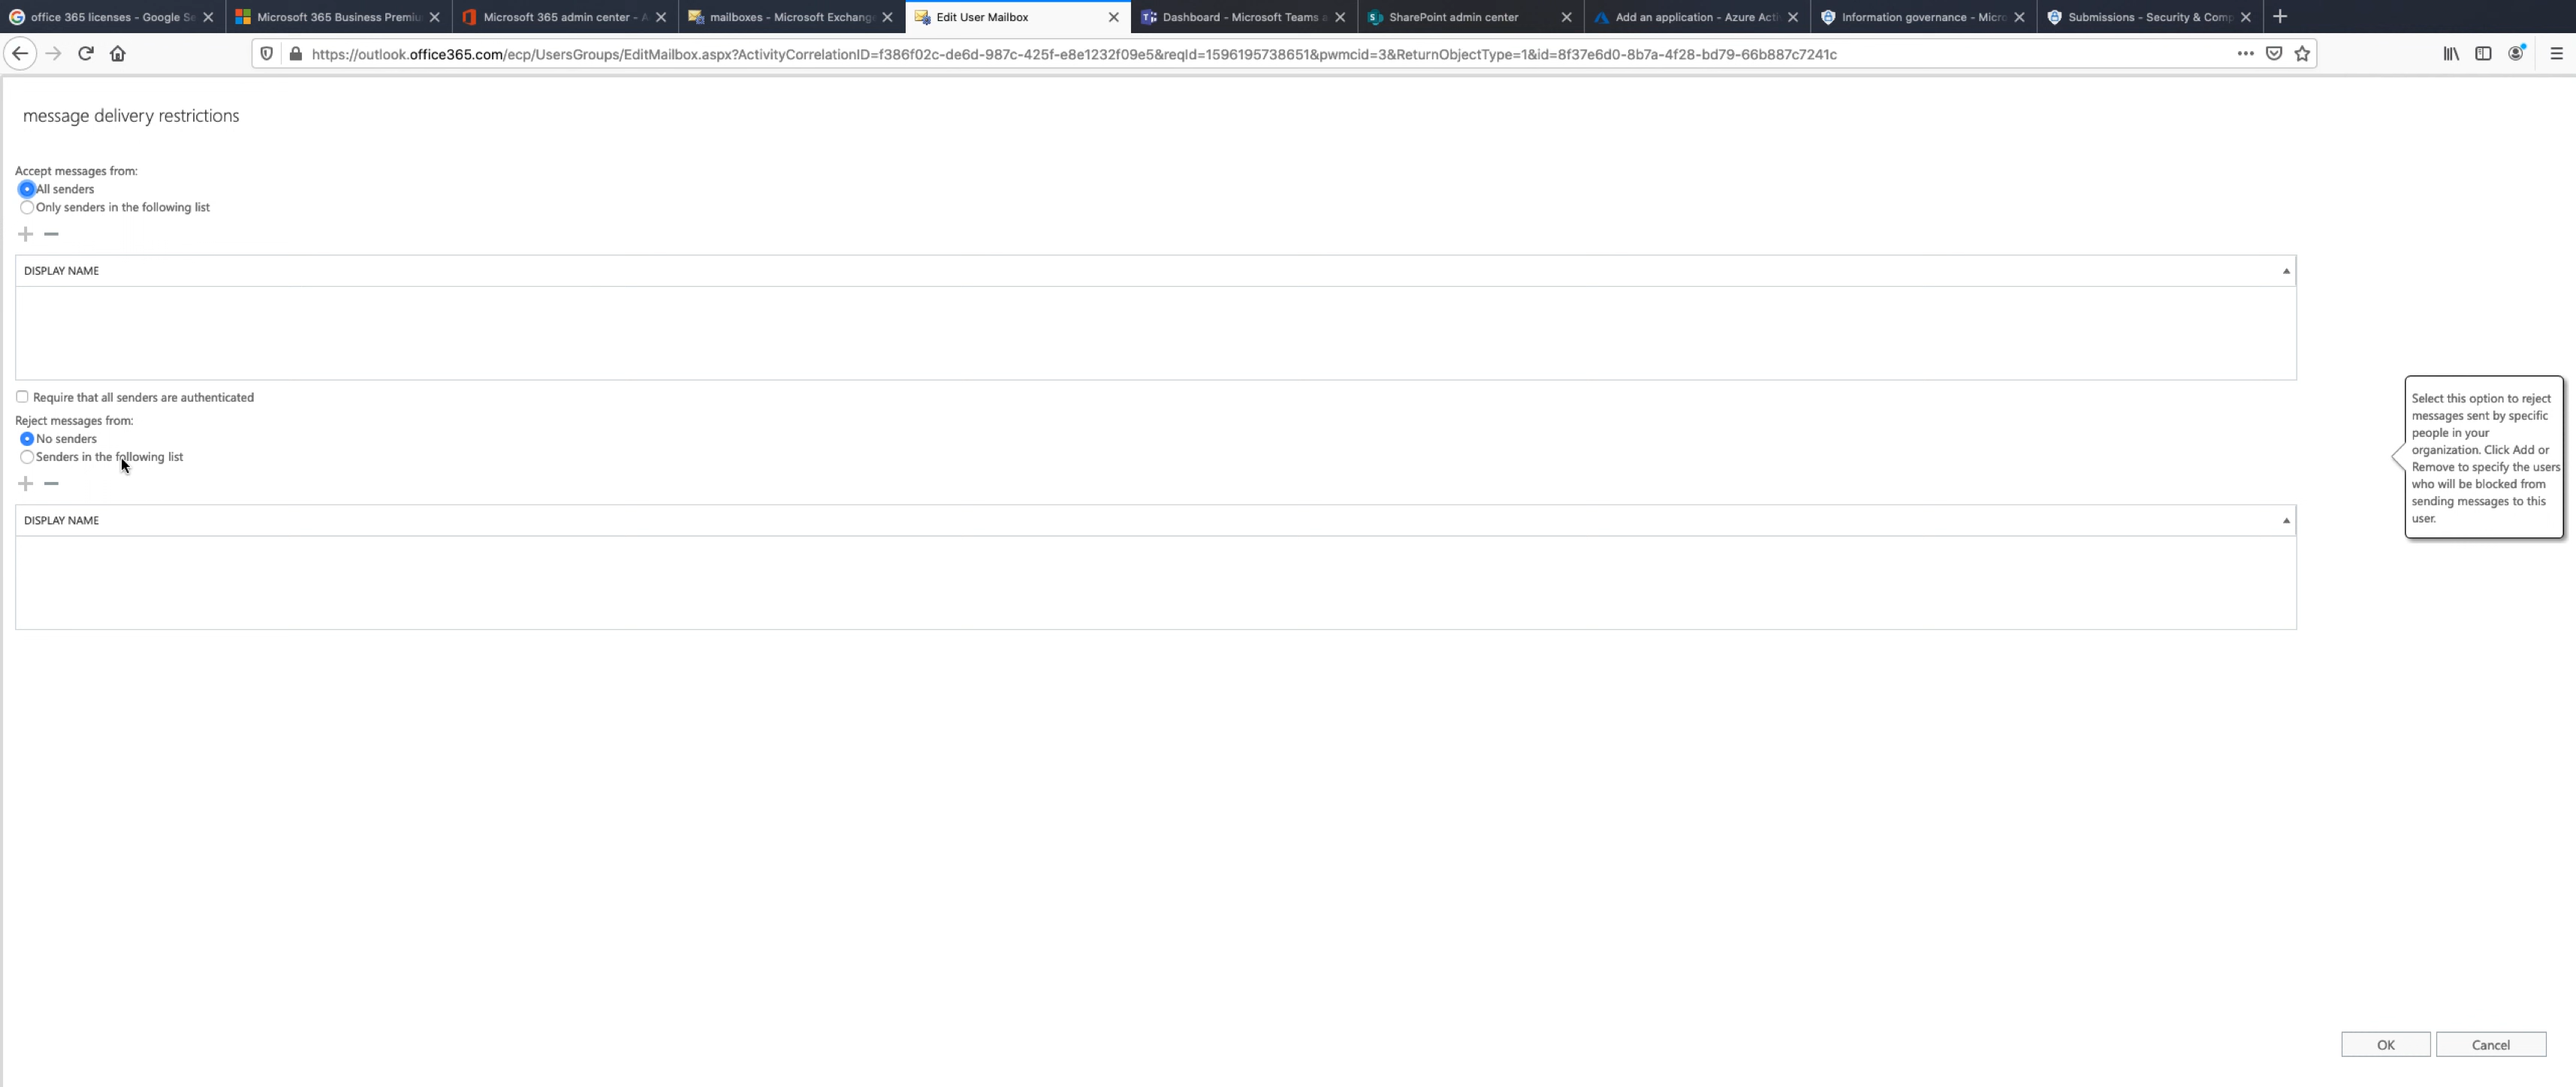 office 365 licenses - Google Se
Microsoft 365 Business Premiu
Microsoft 365 admin center - A
mailboxes - Microsoft Exchange
Edit User Mailbox
Dashboard - Microsoft Teams a
SharePoint admin center
Add an application - Azure Acti
Information governance - Micro
Submissions - Security & Comp
https://outlook.office365.com/ecp/UsersGroups/EditMailbox.aspx?ActivityCorrelationID=f386f02c-de6d-987c-425f-e8e1232f09e5&reqId=1596195738651&pwmcid=3&ReturnObjectType=1&id=8f37e6d0-8b7a-4f28-bd79-66b887c7241c
message delivery restrictions
Accept messages from:
All senders
Only senders in the following list
DISPLAY NAME
Require that all senders are authenticated
Reject messages from:
No senders
Senders in the following list
DISPLAY NAME
Select this option to reject
messages sent by specific
people in your
organization. Click Add or
Remove to specify the users
who will be blocked from
sending messages to this
user.
OK
Cancel